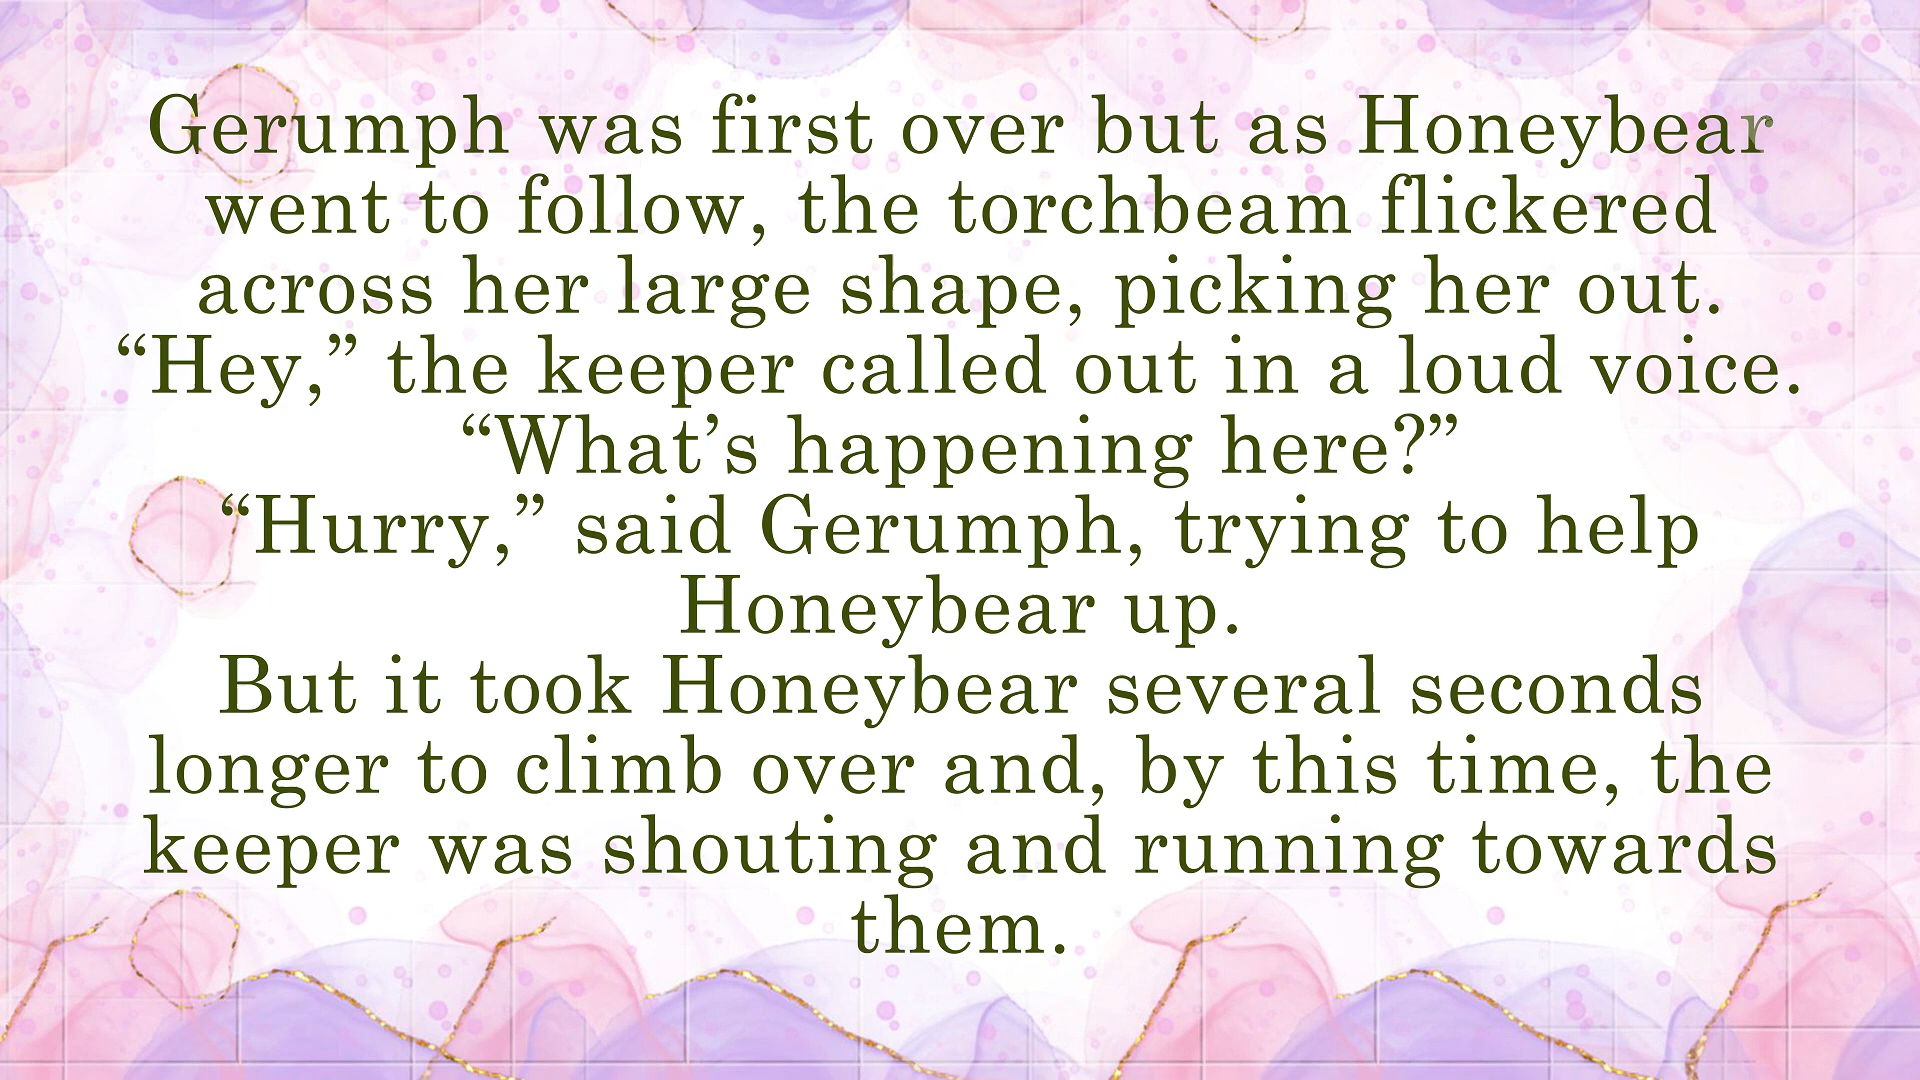 Gerumph was first over but as Honeybear
went to follow, the torchbeam flickered
across her large shape, picking her out.
“Hey,” the keeper called out in a loud voice.
“What’s happening here?”
“Hurry,” said Gerumph, trying to help
Honeybear up.
But it took Honeybear several seconds
longer to climb over and, by this time, the
keeper was shouting and running towards
them.